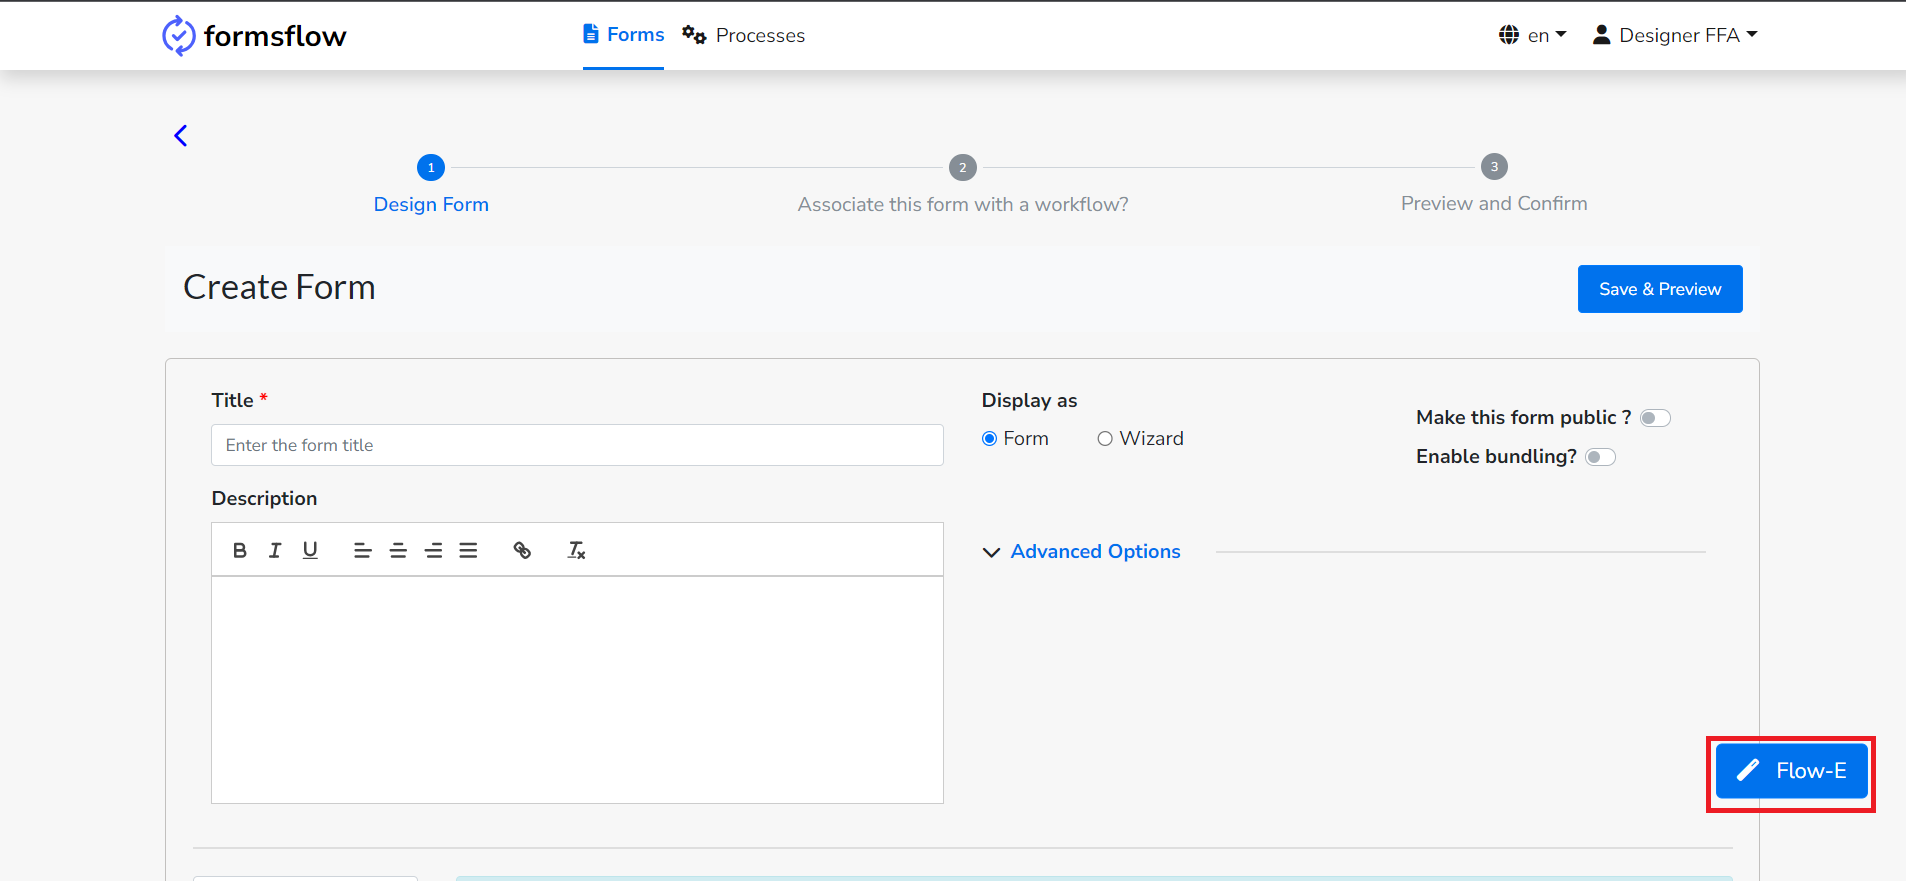 formsflow
Forms
Processes
en
Designer FFA
1
2
3
Design Form
Associate this form with a workflow?
Preview and Confirm
Create Form
Save & Preview
Title *
Enter the form title
Display as
Form
Wizard
Make this form public ?
Enable bundling?
Description
B I U
Advanced Options
Flow-E